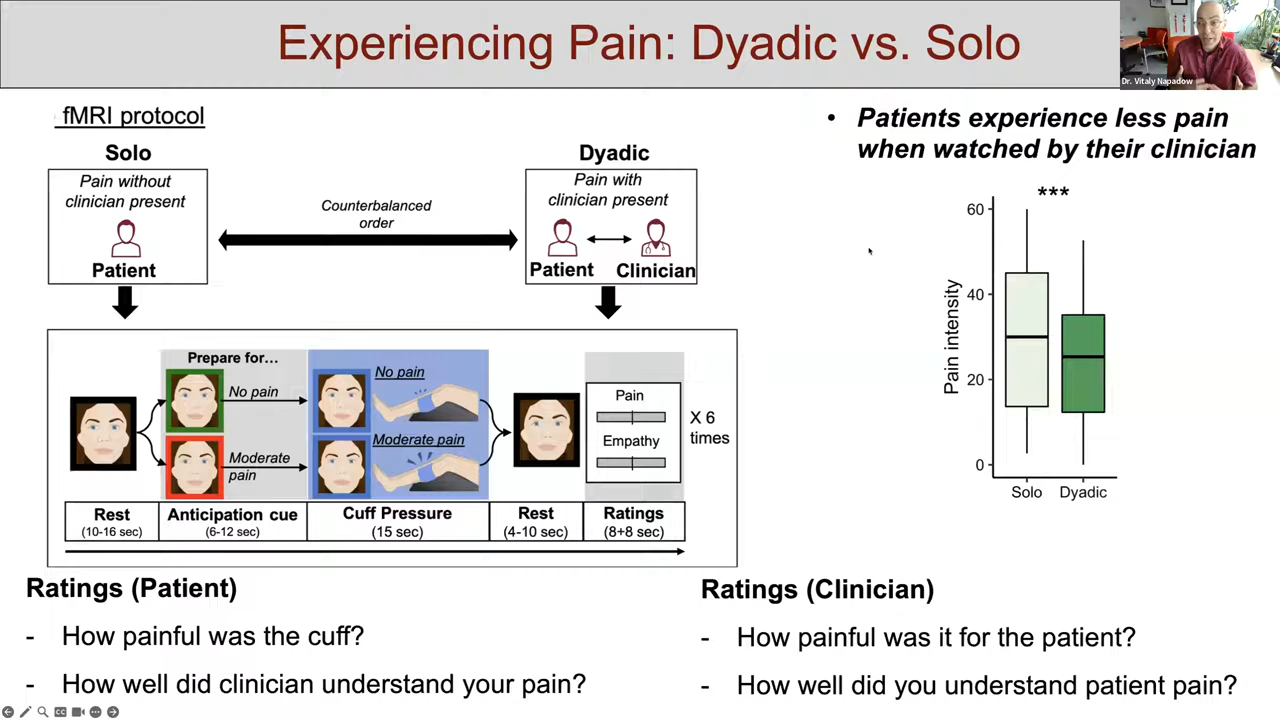 Experiencing Pain: Dyadic vs. Solo
Dr. Vitaly Napadow
fMRI protocol
Solo
Pain without
clinician present
Patient
Counterbalanced
order
Dyadic
Pain with
clinician present
Patient
Clinician
Prepare for...
No pain
Moderate
pain
No pain
Moderate pain
Pain
Empathy
X 6
times
Rest
(10-16 sec)
Anticipation cue
(6-12 sec)
Cuff Pressure
(15 sec)
Rest
(4-10 sec)
Ratings
(8+8 sec)
• Patients experience less pain
when watched by their clinician
***
Pain intensity
60
40
20
0
Solo
Dyadic
Ratings (Patient)
- How painful was the cuff?
- How well did clinician understand your pain?
Ratings (Clinician)
- How painful was it for the patient?
- How well did you understand patient pain?